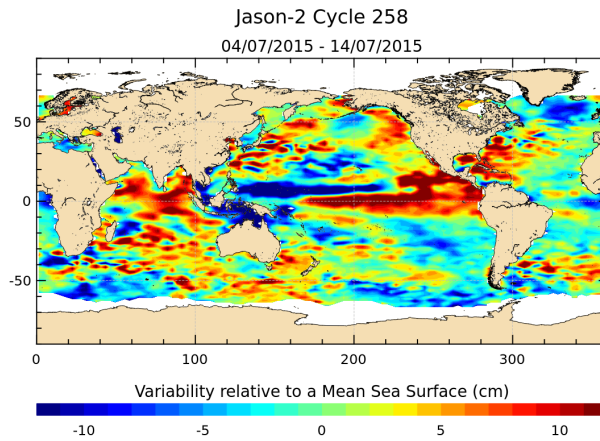 Jason-2 Cycle 258
04/07/2015 - 14/07/2015
50
0
-50
0 100 200 300
Variability relative to a Mean Sea Surface (cm)
-10 -5 0 5 10